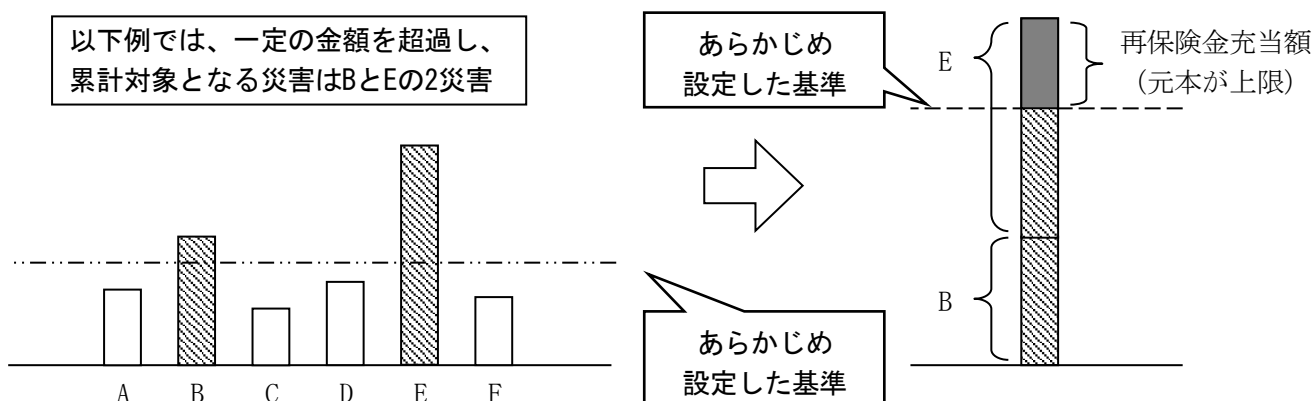 以下例では、一定の金額を超過し、
累計対象となる災害はBとEの2災害
あらかじめ
設定した基準
E
再保険金充当額
(元本が上限)
あらかじめ
設定した基準
B
A B C D E F